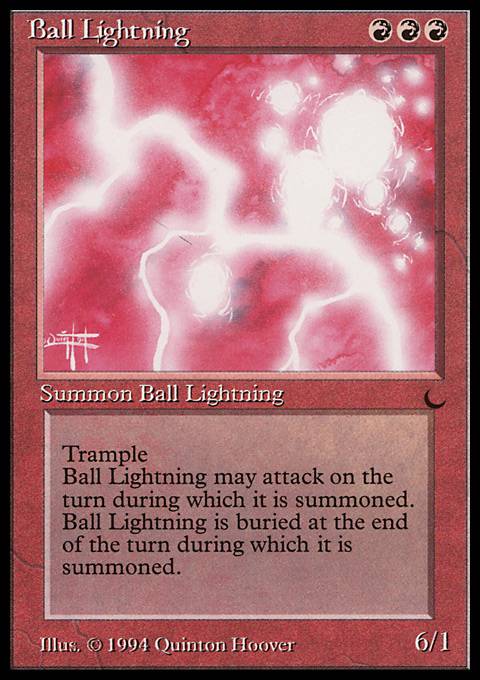 Ball Lightning
Summon Ball Lightning
Trample
Ball Lightning may attack on the
turn during which it is summoned.
Ball Lightning is buried at the end
of the turn during which it is
summoned.
Illus. © 1994 Quinton Hoover
6/1